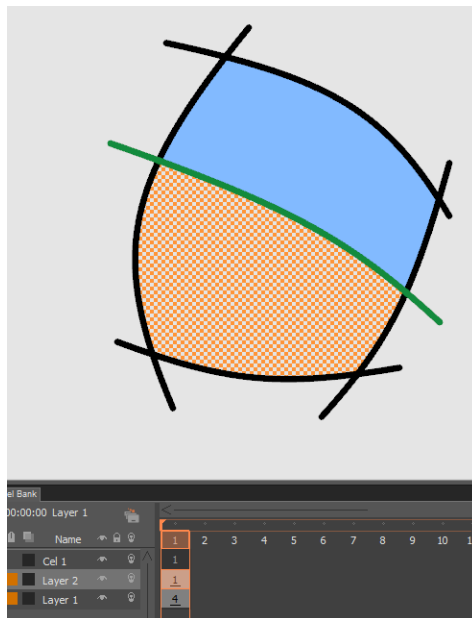 el Bank
00:00:00 Layer 1
Name 1 2 3 4 5 6 7 8 9 10 1
Cel 1 1
Layer 2 1
Layer 1 4